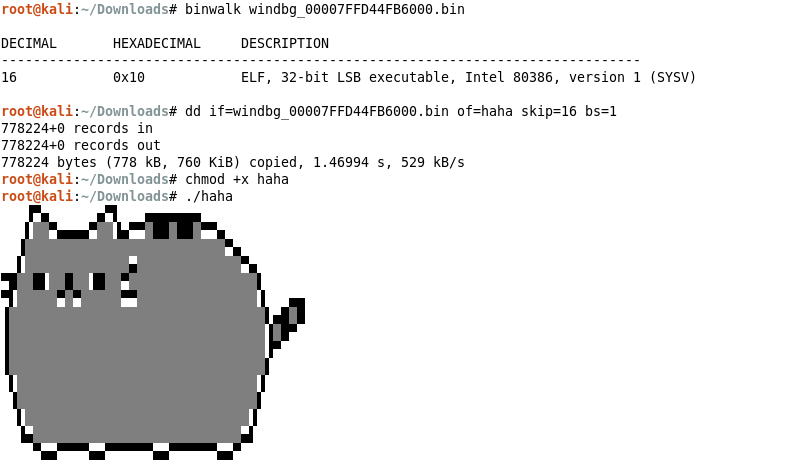 root@kali:~/Downloads# binwalk windbg_00007FFD44FB6000.bin
DECIMAL       HEXADECIMAL     DESCRIPTION
--------------------------------------------------------------------------------
16            0x10            ELF, 32-bit LSB executable, Intel 80386, version 1 (SYSV)
root@kali:~/Downloads# dd if=windbg_00007FFD44FB6000.bin of=haha skip=16 bs=1
778224+0 records in
778224+0 records out
778224 bytes (778 kB, 760 KiB) copied, 1.46994 s, 529 kB/s
root@kali:~/Downloads# chmod +x haha
root@kali:~/Downloads# ./haha